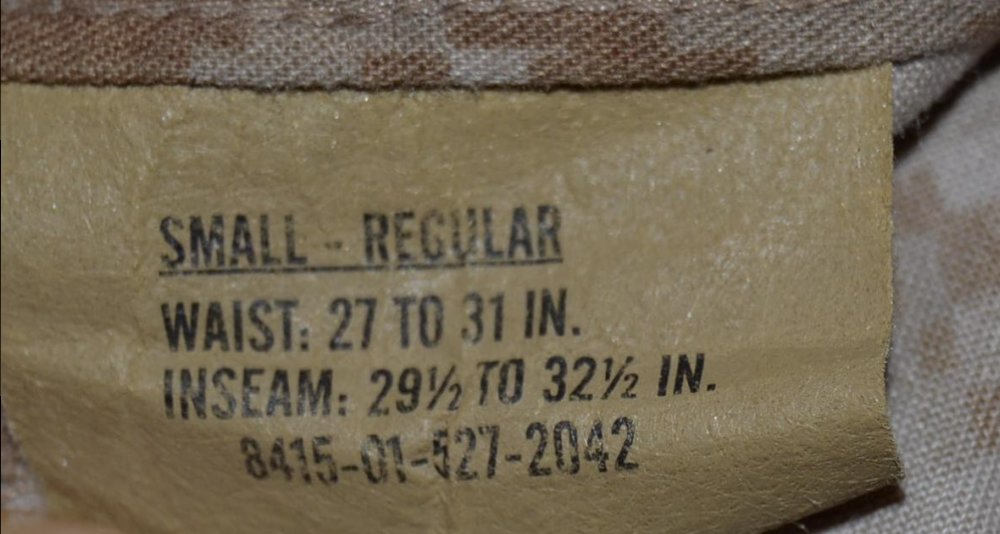 SMALL - REGULAR
WAIST: 27 TO 31 IN.
INSEAM: 29½ TO 32½ IN.
8415-01-527-2042